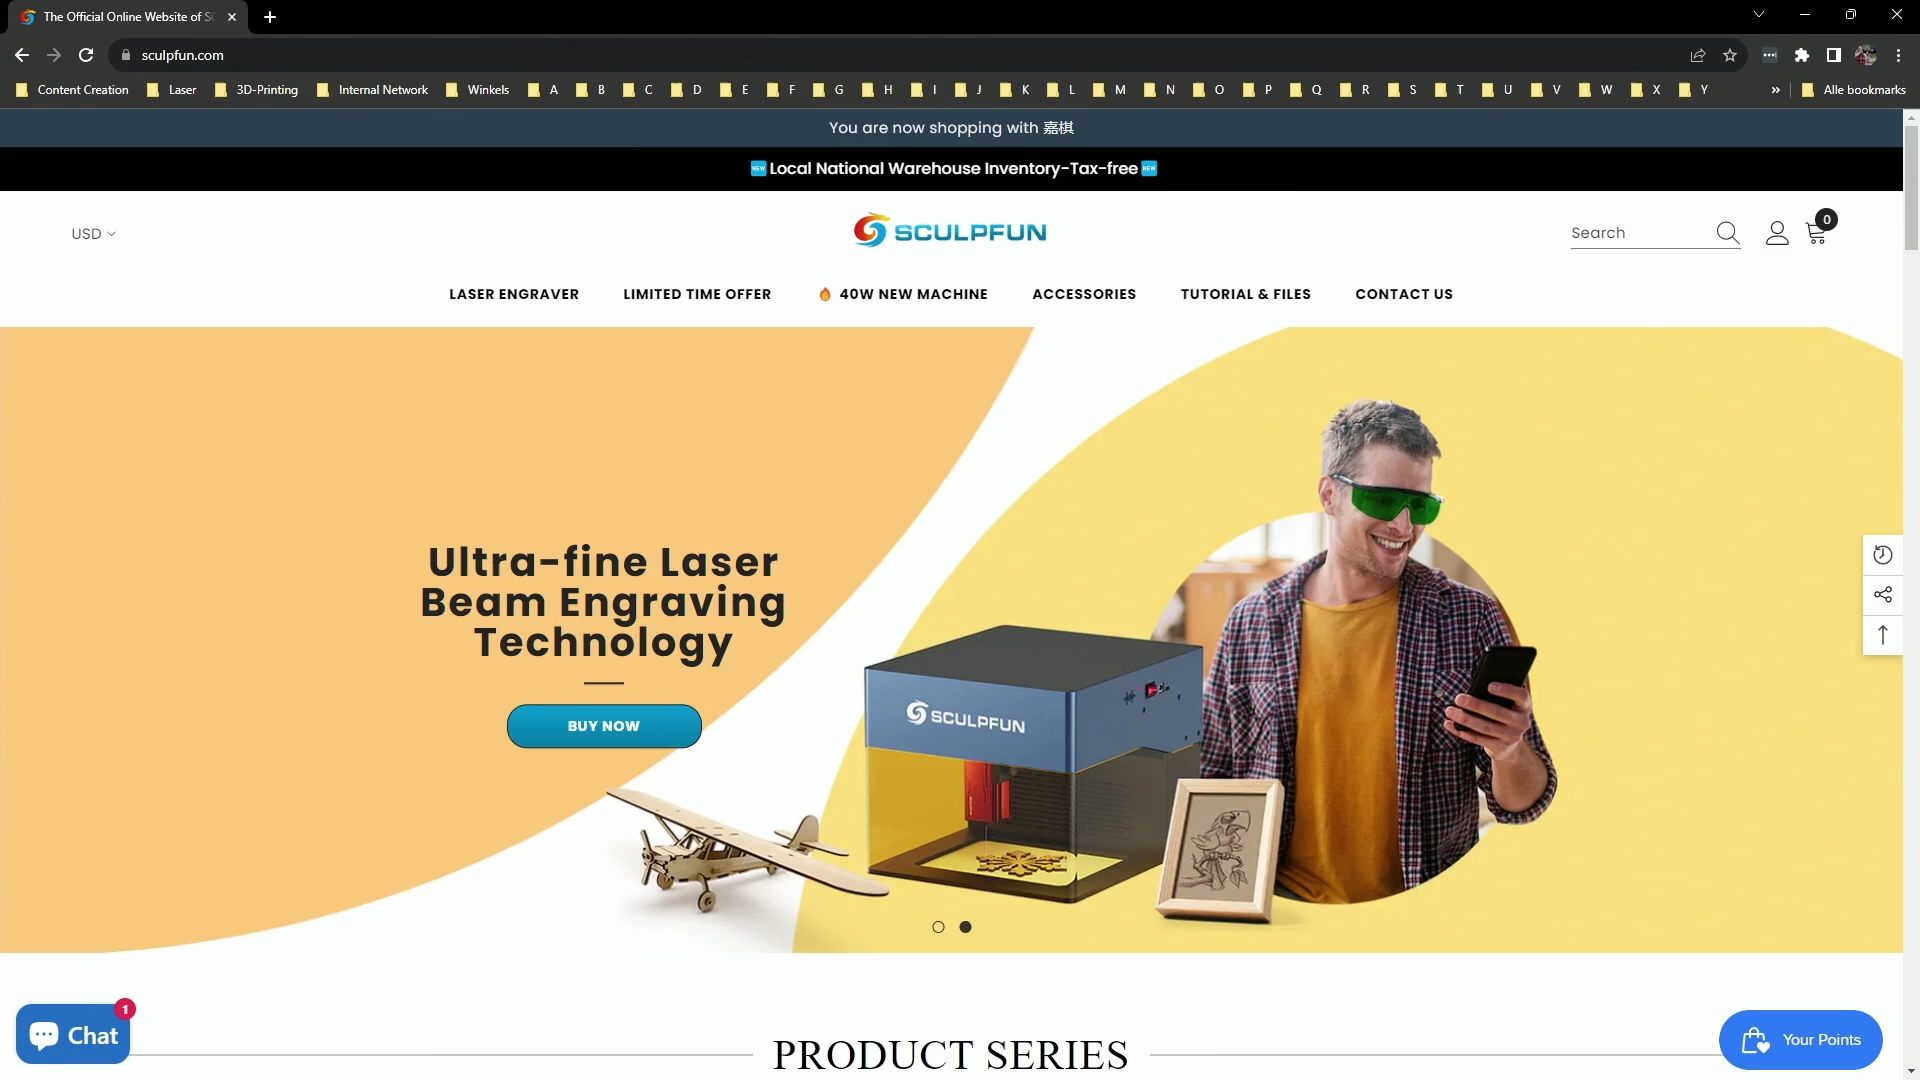 The Official Online Website of SC
sculpfun.com
Content Creation
Laser
3D-Printing
Internal Network
Winkels
A
B
C
D
E
F
G
H
I
J
K
L
M
N
O
P
Q
R
S
T
U
V
W
X
Y
»
Alle bookmarks
You are now shopping with 嘉棋
NEW Local National Warehouse Inventory-Tax-free NEW
USD
SCULPFUN
Search
0
LASER ENGRAVER
LIMITED TIME OFFER
40W NEW MACHINE
ACCESSORIES
TUTORIAL & FILES
CONTACT US
Ultra-fine Laser
Beam Engraving
Technology
BUY NOW
SCULPFUN
1
Chat
Your Points
PRODUCT SERIES